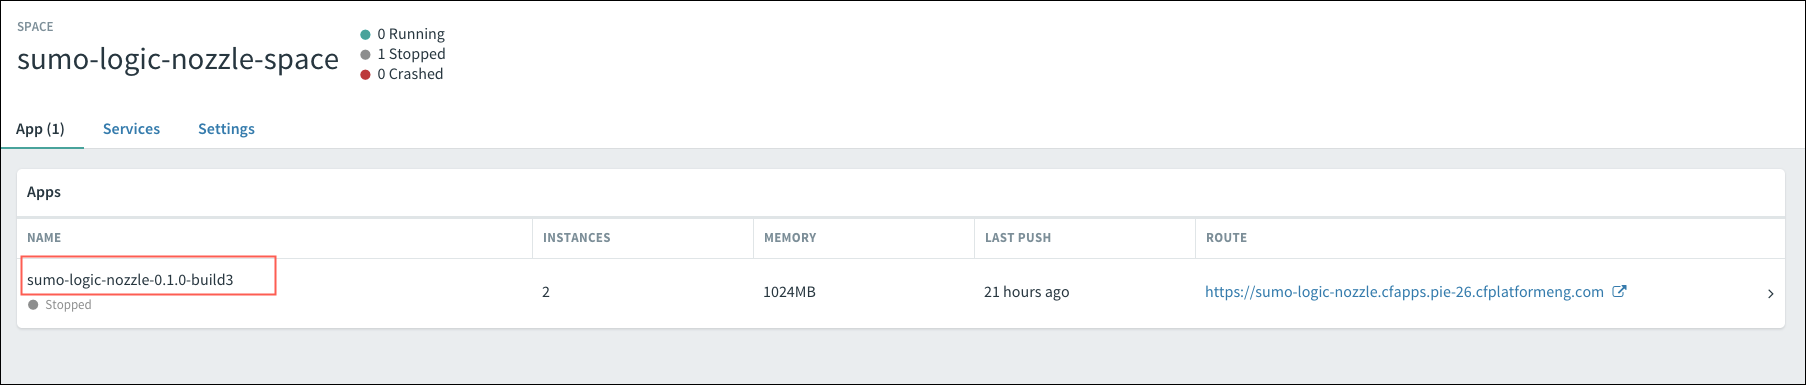 SPACE
sumo-logic-nozzle-space
0 Running
1 Stopped
0 Crashed
App (1) Services Settings
Apps
NAME INSTANCES MEMORY LAST PUSH ROUTE
sumo-logic-nozzle-0.1.0-build3
Stopped
2 1024MB 21 hours ago https://sumo-logic-nozzle.cfapps.pie-26.cfplatformeng.com